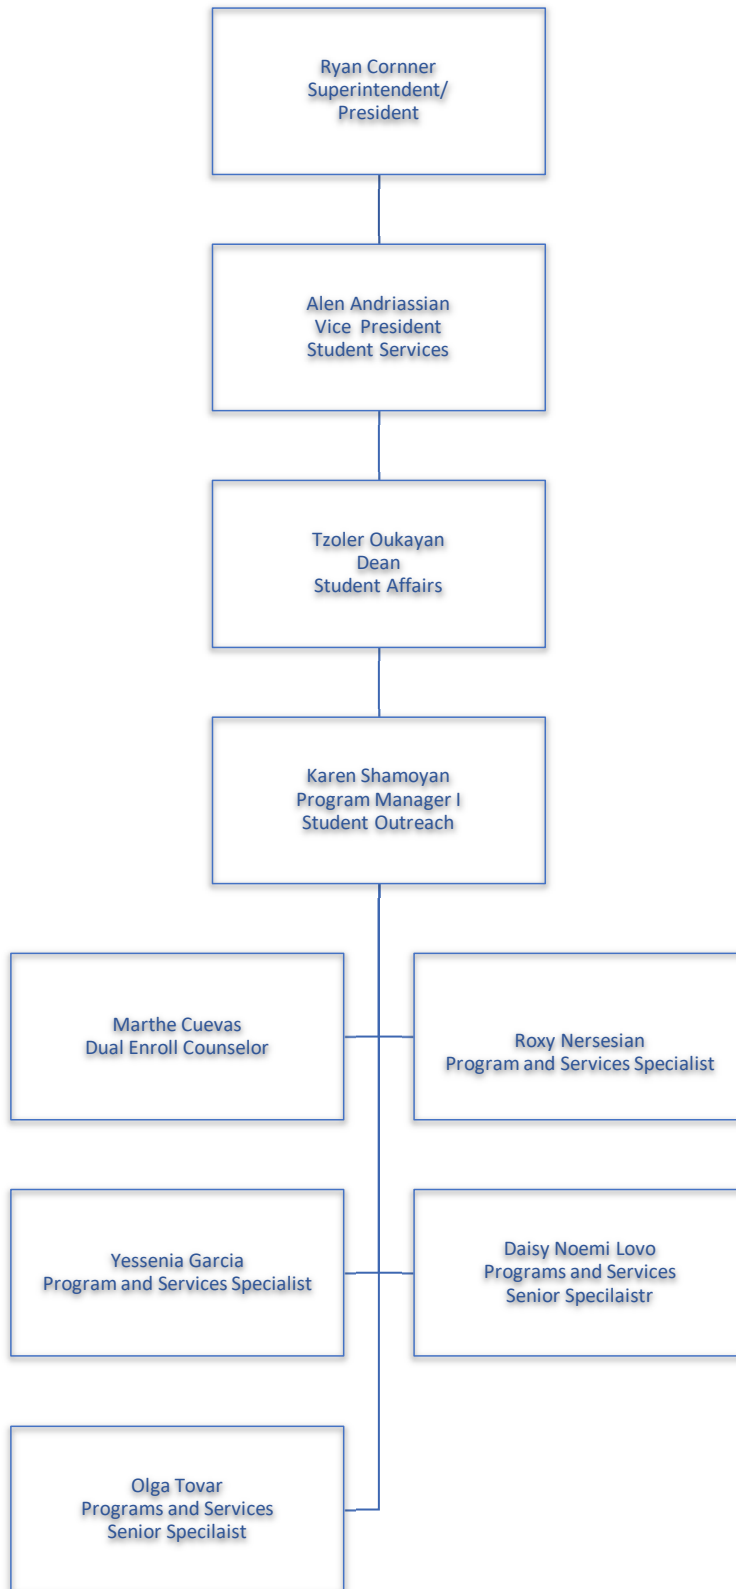 Ryan Cornner
Superintendent/
President
Alen Andriassian
Vice President
Student Services
Tzoler Oukayan
Dean
Student Affairs
Karen Shamoyan
Program Manager I
Student Outreach
Marthe Cuevas
Dual Enroll Counselor
Roxy Nersesian
Program and Services Specialist
Yessenia Garcia
Program and Services Specialist
Daisy Noemi Lovo
Programs and Services
Senior Specilaistr
Olga Tovar
Programs and Services
Senior Specilaist